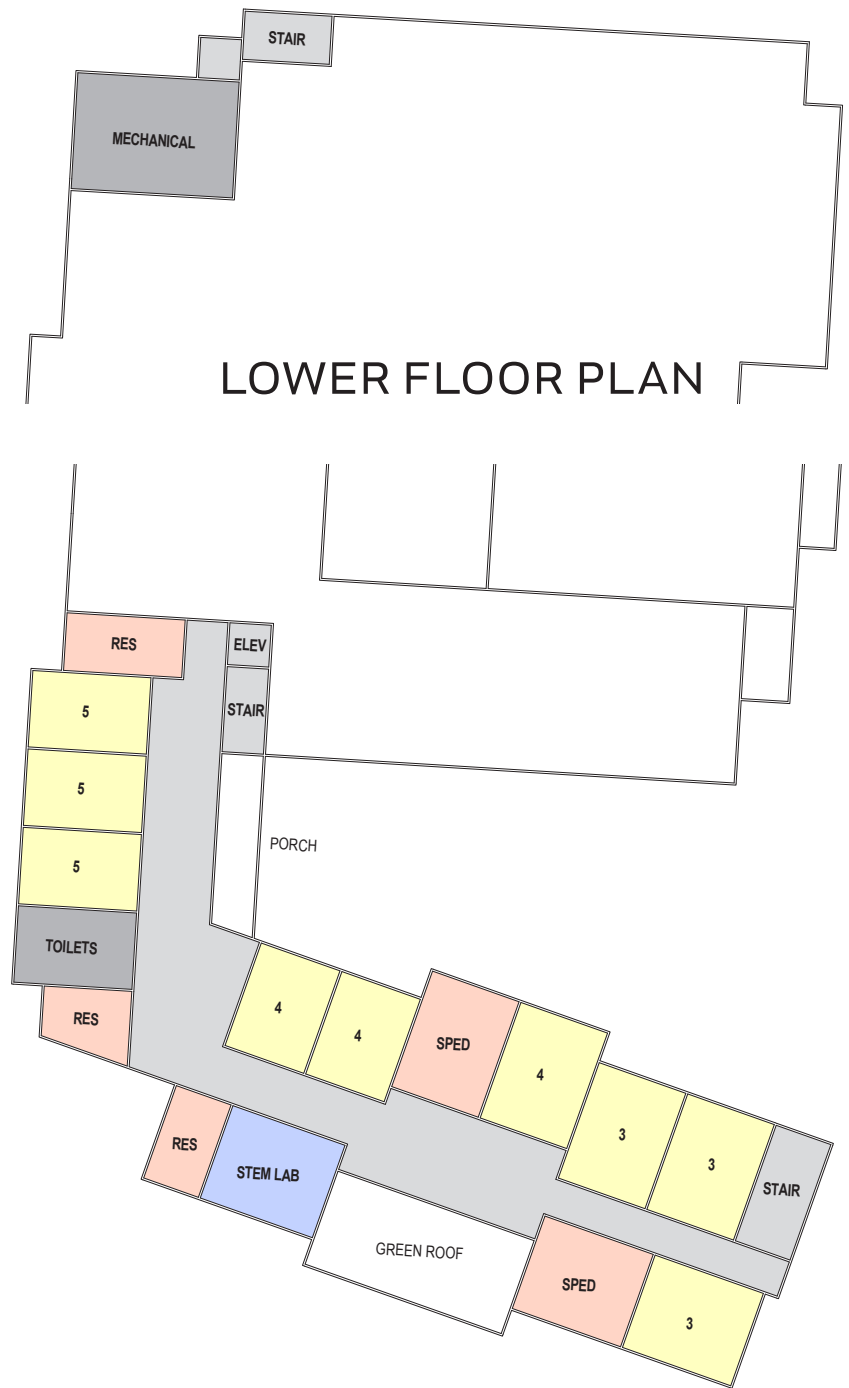 STAIR
MECHANICAL
LOWER FLOOR PLAN
RES
ELEV
5
STAIR
5
PORCH
5
TOILETS
4
RES
4
SPED
4
3
RES
3
STEM LAB
STAIR
GREEN ROOF
SPED
3